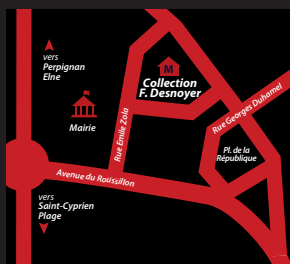 vers
Perpignan
Elne
M
Collection
F. Desnoyer
Mairie
Rue Emile Zola
Rue Georges Duhamel
Pl. de la
République
Avenue du Roussillon
vers
Saint-Cyprien
Plage